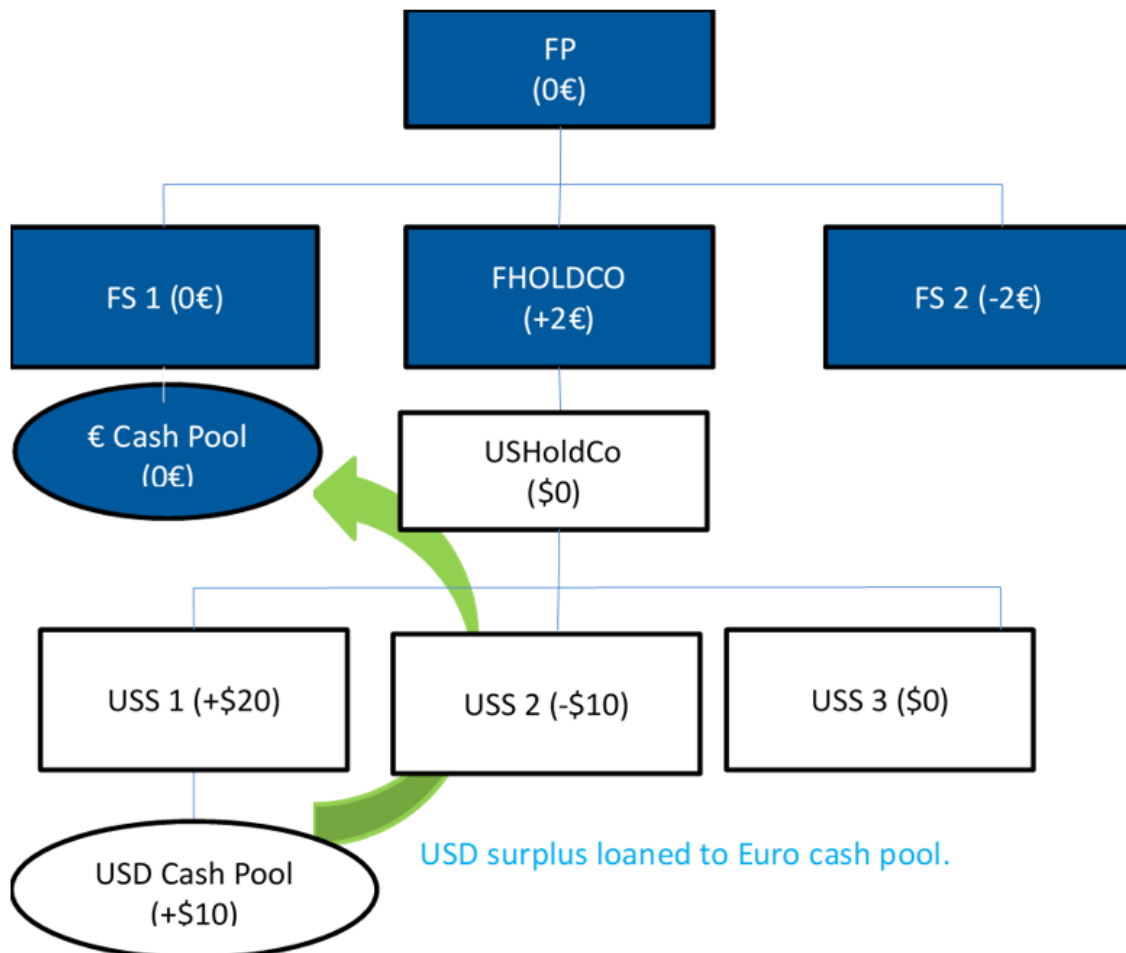 FP
(0€)
FS 1 (0€)
FHOLDCO
(+2€)
FS 2 (-2€)
€ Cash Pool
(0€)
USHoldCo
($0)
USS 1 (+$20)
USS 2 (-$10)
USS 3 ($0)
USD surplus loaned to Euro cash pool.
USD Cash Pool
(+$10)